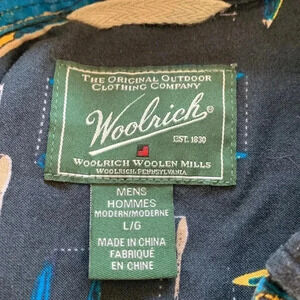 THE ORIGINAL OUTDOOR
CLOTHING COMPANY
Woolrich®
EST. 1830
WOOLRICH WOOLEN MILLS
WOOLRICH, PENNSYLVANIA
MENS
HOMMES
MODERN/MODERNE
L/G
MADE IN CHINA
FABRIQUÉ
EN CHINE